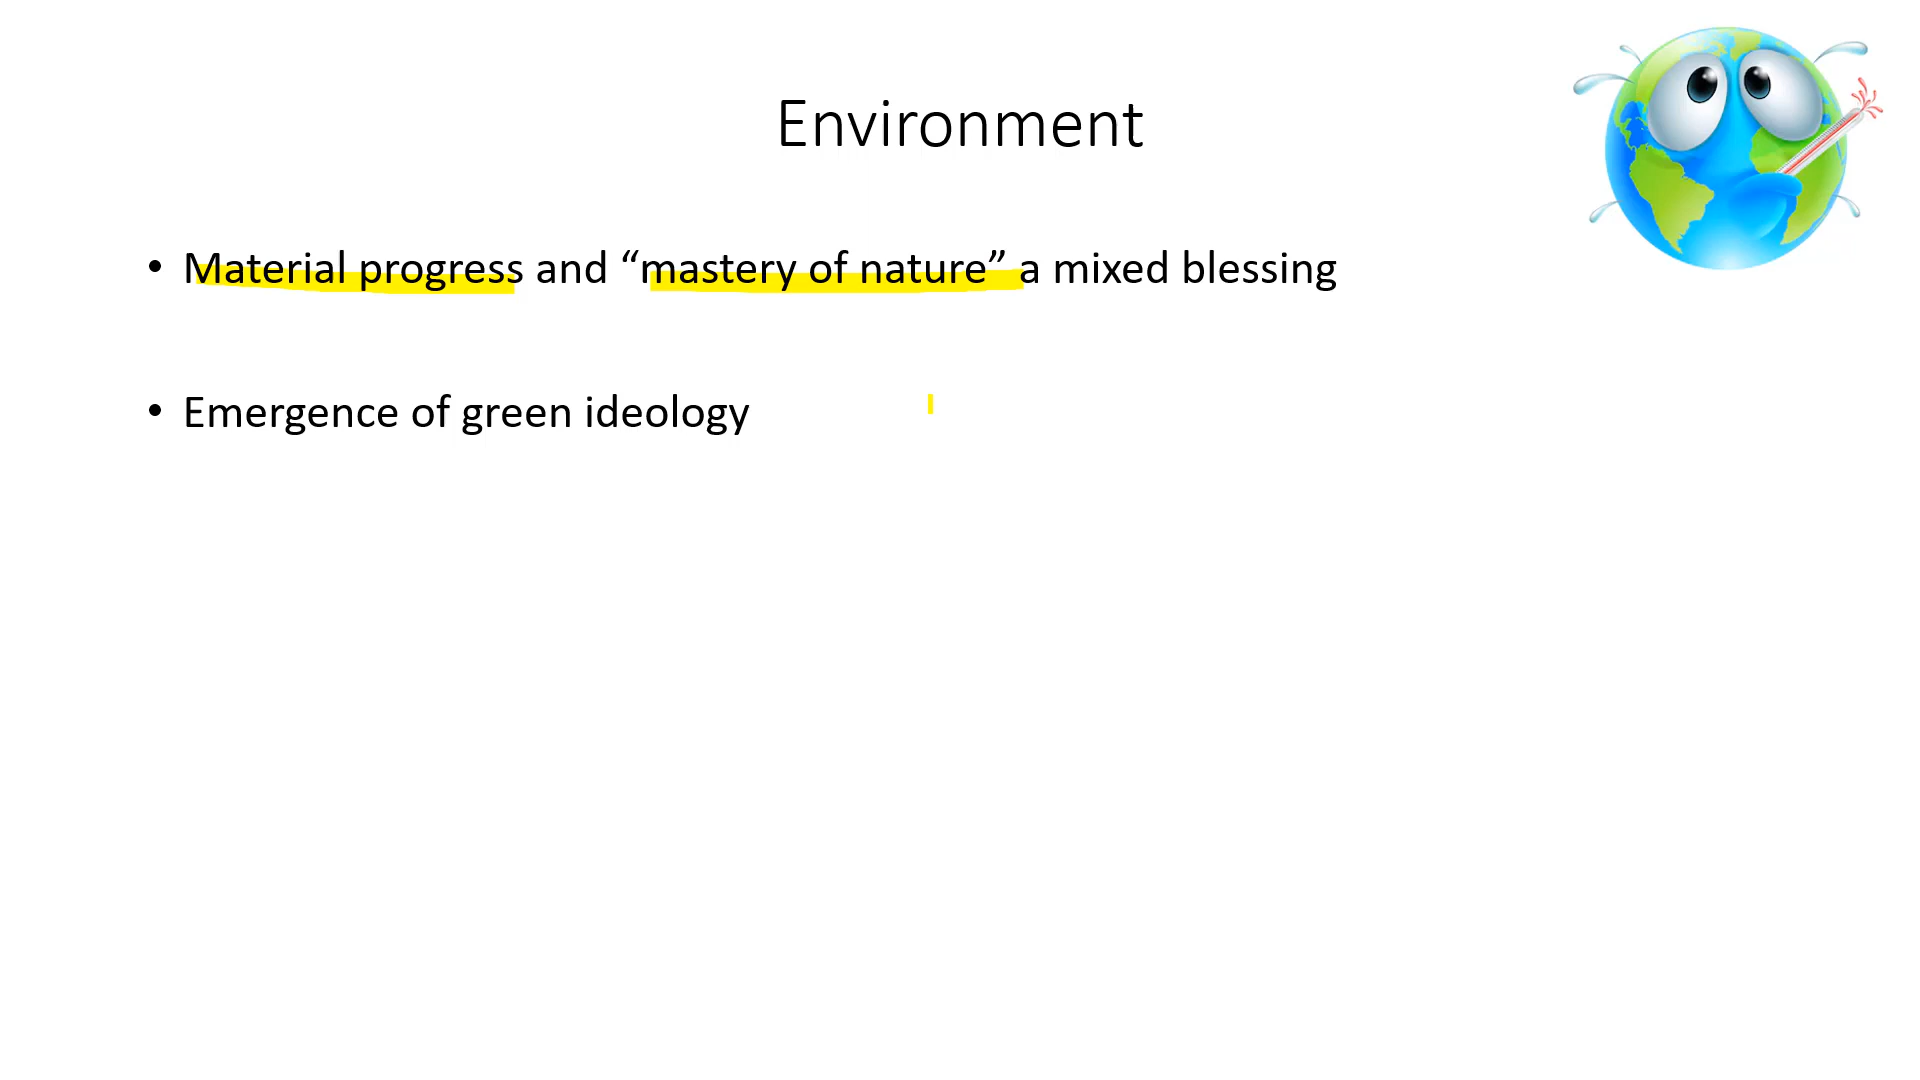 Environment
• Material progress and “mastery of nature” a mixed blessing
• Emergence of green ideology